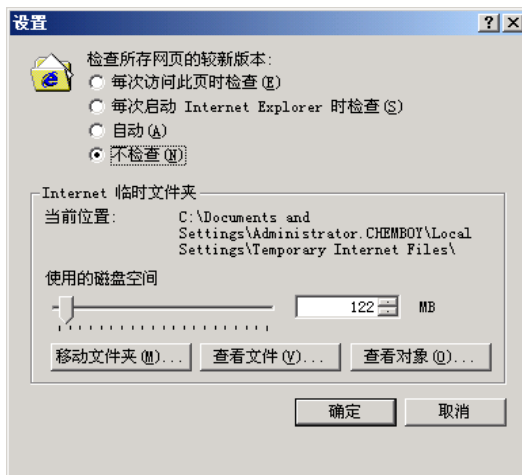 设置
检查所存网页的较新版本:
每次访问此页时检查(E)
每次启动 Internet Explorer 时检查(S)
自动(A)
不检查(N)
Internet 临时文件夹
当前位置: C:\Documents and
Settings\Administrator.CHEMBOY\Local
Settings\Temporary Internet Files\
使用的磁盘空间
122 MB
移动文件夹(M)... 查看文件(V)... 查看对象(O)...
确定 取消